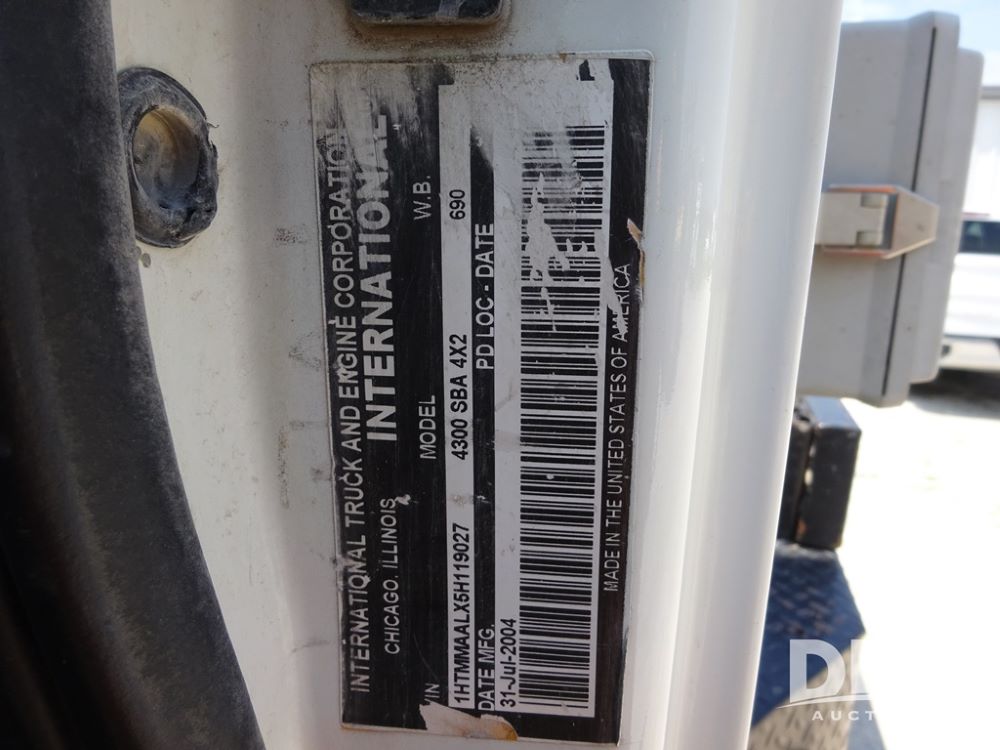 INTERNATIONAL TRUCK AND ENGINE CORPORATION
CHICAGO, ILLINOIS INTERNATIONAL
VIN MODEL W.B.
1HTMMAALX5H119027 4300 SBA 4X2 690
DATE MFG. PD LOC - DATE
31-Jul-2004
MADE IN THE UNITED STATES OF AMERICA